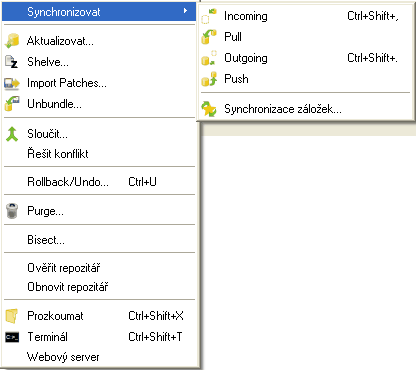 Synchronizovat
Aktualizovat...
Shelve...
Import Patches...
Unbundle...
Sloučit...
Řešit konflikt
Rollback/Undo... Ctrl+U
Purge...
Bisect...
Ověřit repozitář
Obnovit repozitář
Prozkoumat Ctrl+Shift+X
Terminál Ctrl+Shift+T
Webový server
Incoming Ctrl+Shift+,
Pull
Outgoing Ctrl+Shift+.
Push
Synchronizace záložek...